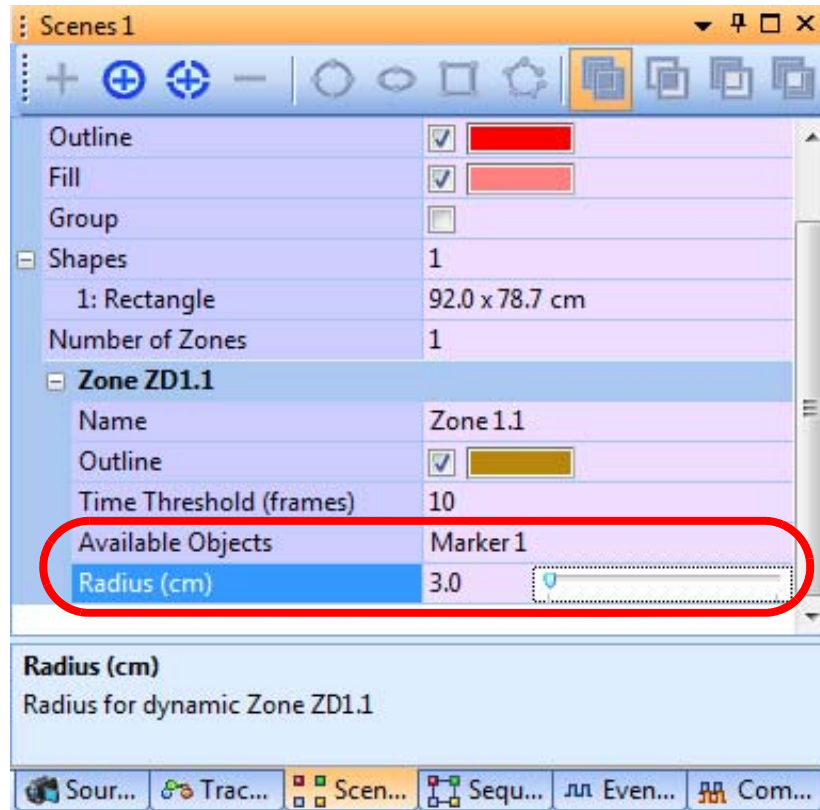 Scenes 1
Outline
Fill
Group
Shapes 1
1: Rectangle 92.0 x 78.7 cm
Number of Zones 1
Zone ZD1.1
Name Zone 1.1
Outline
Time Threshold (frames) 10
Available Objects Marker 1
Radius (cm) 3.0
Radius (cm)
Radius for dynamic Zone ZD1.1
Sour... Trac... Scen... Sequ... Even... Com...